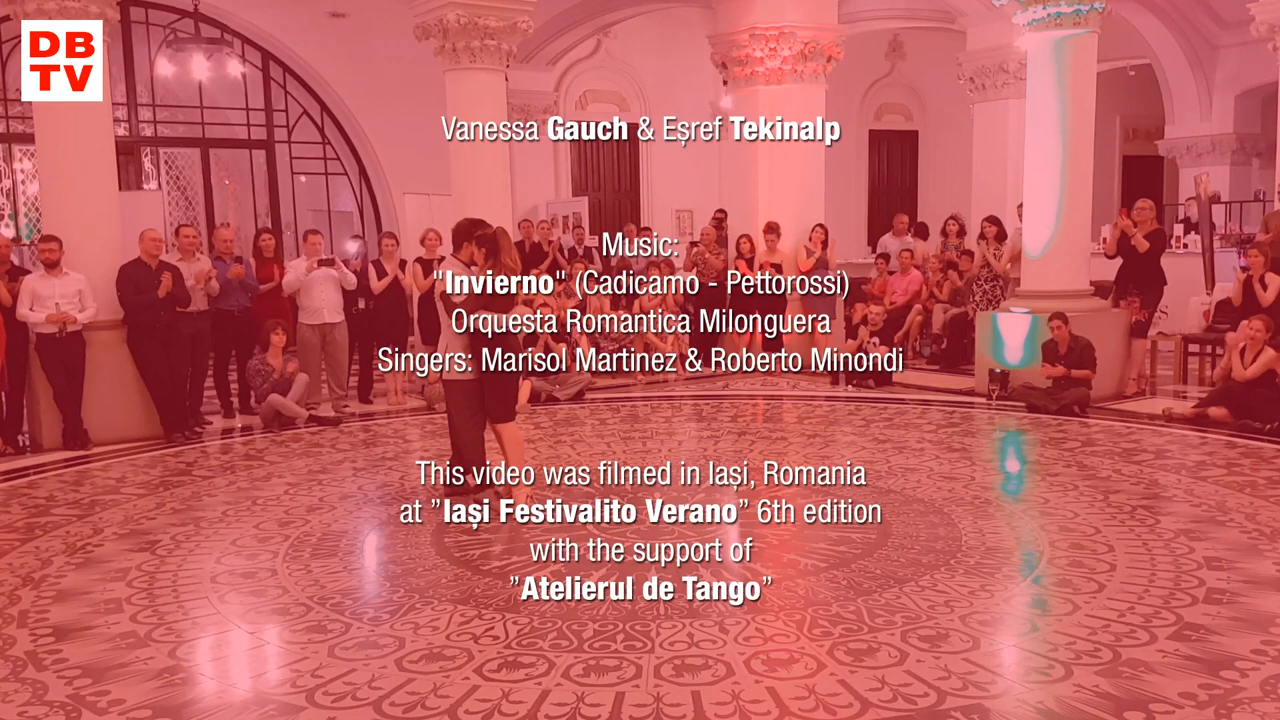 DB
TV
Vanessa Gauch & Eșref Tekinalp
Music:
"Invierno" (Cadicamo - Pettorossi)
Orquesta Romantica Milonguera
Singers: Marisol Martinez & Roberto Minondi
This video was filmed in Iași, Romania
at ”Iași Festivalito Verano” 6th edition
with the support of
”Atelierul de Tango”